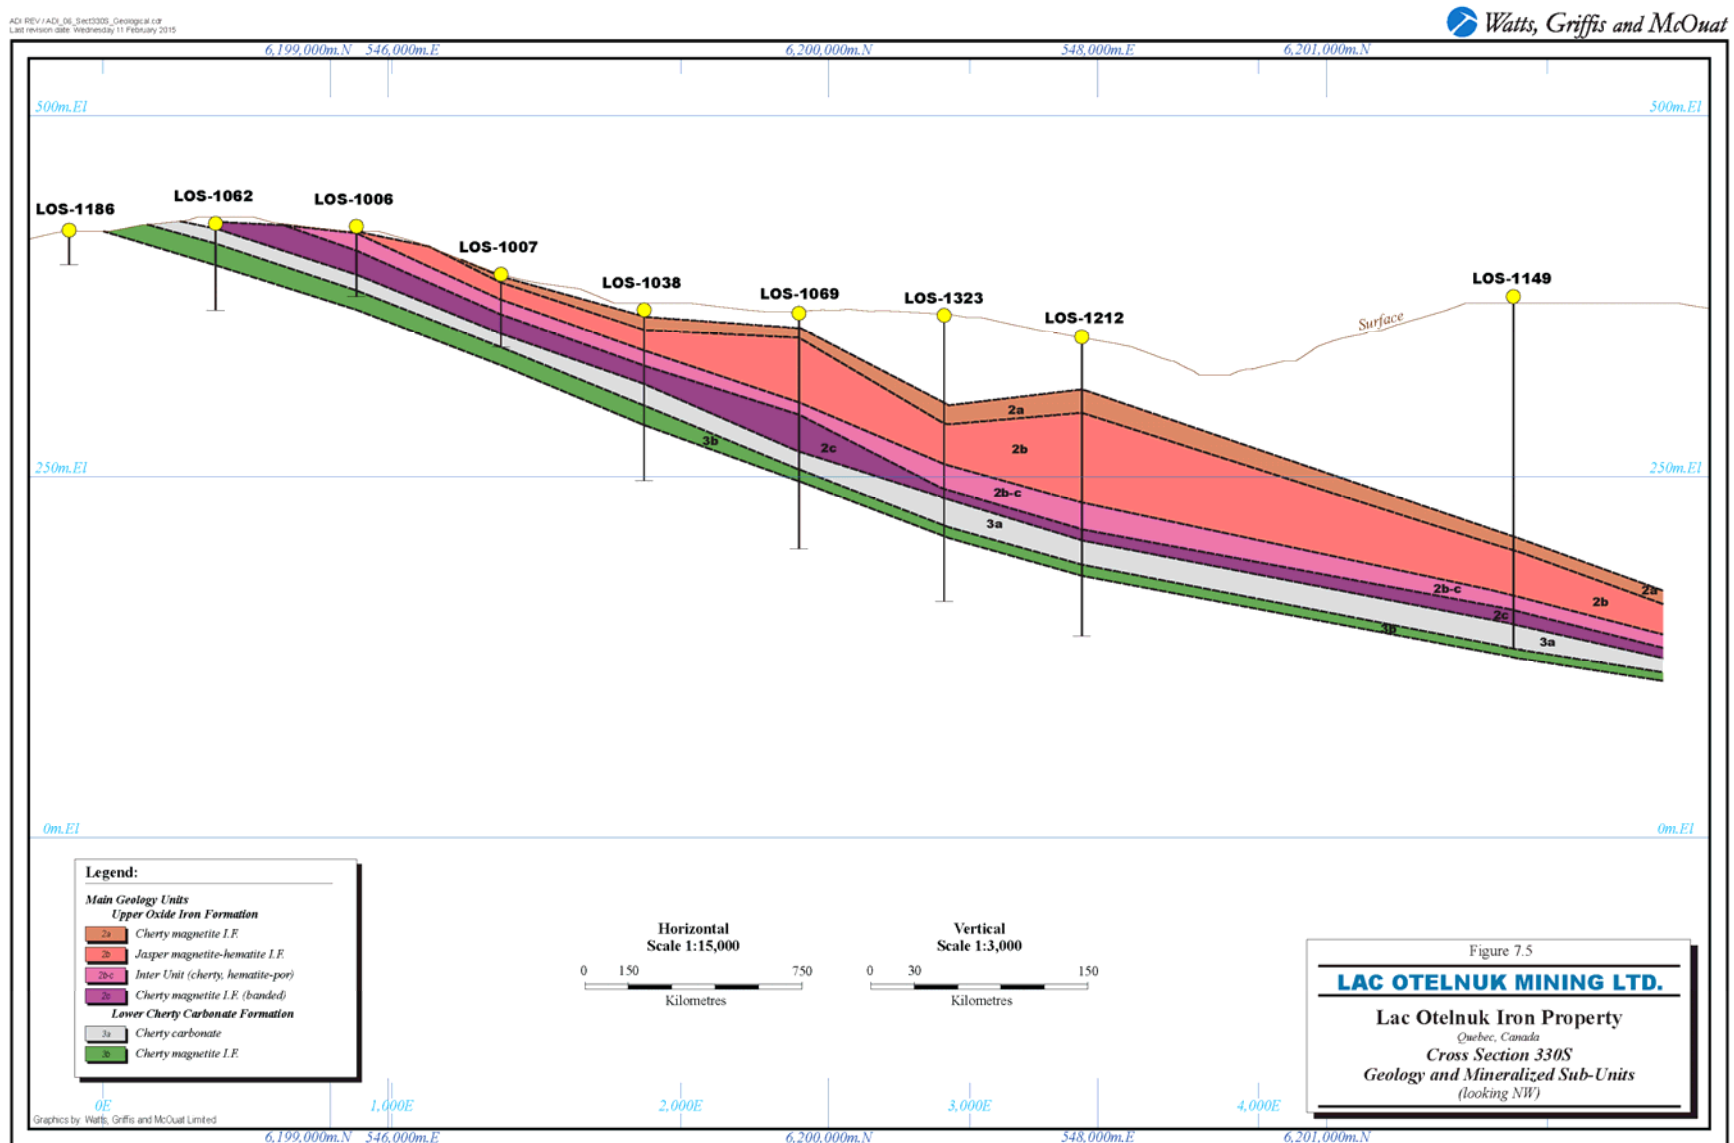 ADI REV / ADI_06_Sect330S_Geological.cdr
Last revision date: Wednesday 11 February 2015
Watts, Griffis and McOuat
6,199,000m.N 546,000m.E 6,200,000m.N 548,000m.E 6,201,000m.N
500m.El 500m.El
LOS-1186 LOS-1062 LOS-1006
LOS-1007
LOS-1038 LOS-1069 LOS-1323 LOS-1212 LOS-1149
Surface
2a
2b
3b 2c
250m.El 250m.El
2b-c
3a
2b-c 2a
2b
2c
3b
3a
0m.El 0m.El
Legend:
Main Geology Units
Upper Oxide Iron Formation
2a Cherty magnetite I.F.
2b Jasper magnetite-hematite I.F.
2b-c Inter Unit (cherty, hematite-por)
2c Cherty magnetite I.F. (banded)
Lower Cherty Carbonate Formation
3a Cherty carbonate
3b Cherty magnetite I.F.
Horizontal
Scale 1:15,000
0 150 750
Kilometres
Vertical
Scale 1:3,000
0 30 150
Kilometres
Figure 7.5
LAC OTELNUK MINING LTD.
Lac Otelnuk Iron Property
Quebec, Canada
Cross Section 330S
Geology and Mineralized Sub-Units
(looking NW)
0E 1,000E 2,000E 3,000E 4,000E
Graphics by: Watts, Griffis and McOuat Limited
6,199,000m.N 546,000m.E 6,200,000m.N 548,000m.E 6,201,000m.N